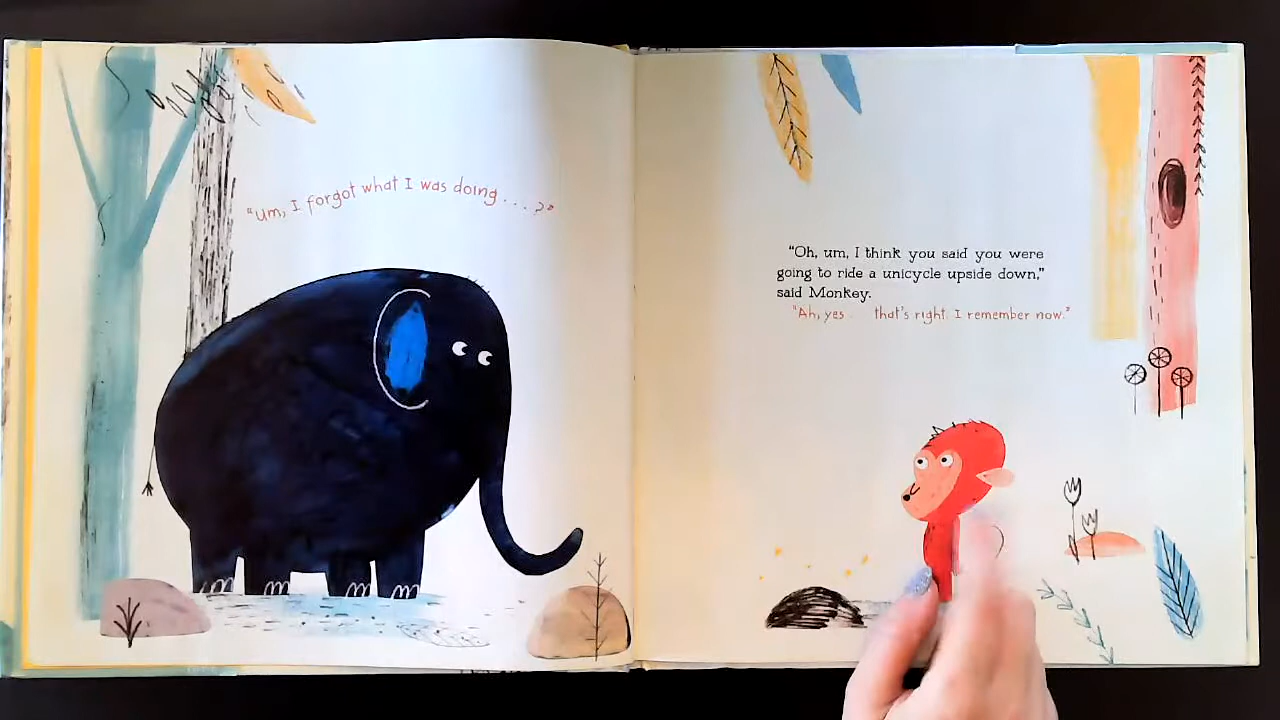 "um, I forgot what I was doing . . . . ?"
"Oh, um, I think you said you were
going to ride a unicycle upside down,"
said Monkey.
"Ah, yes . . that's right. I remember now."